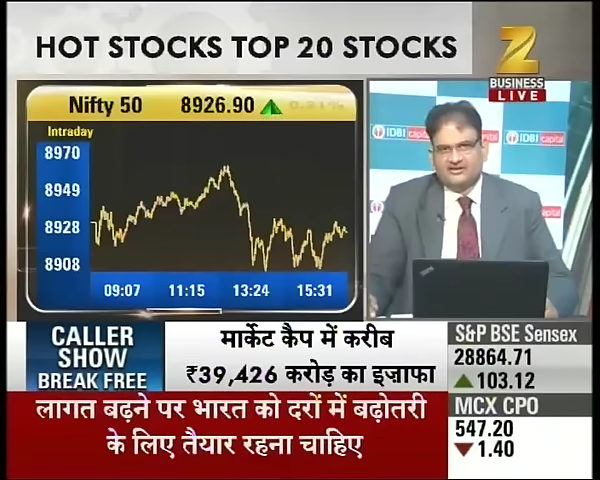 HOT STOCKS TOP 20 STOCKS
Z
BUSINESS
LIVE
Nifty 50 8926.90 0.31%
Intraday
8970
8949
8928
8908
09:07 11:15 13:24 15:31
IDBI capital
IDBI capital
CALLER
SHOW
BREAK FREE
मार्केट कैप में करीब
₹39,426 करोड़ का इज़ाफा
S&P BSE Sensex
28864.71
103.12
MCX CPO
547.20
1.40
लागत बढ़ने पर भारत को दरों में बढ़ोतरी
के लिए तैयार रहना चाहिए